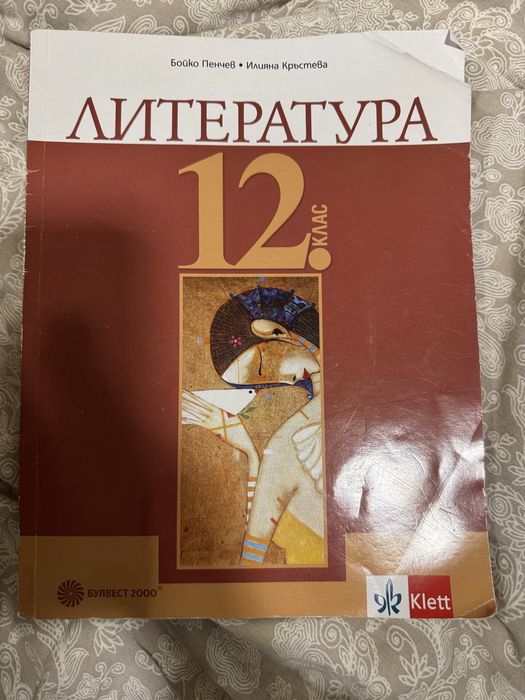 Бойко Пенчев • Илияна Кръстева
ЛИТЕРАТУРА
12.
КЛАС
БУЛВЕСТ 2000®
Klett